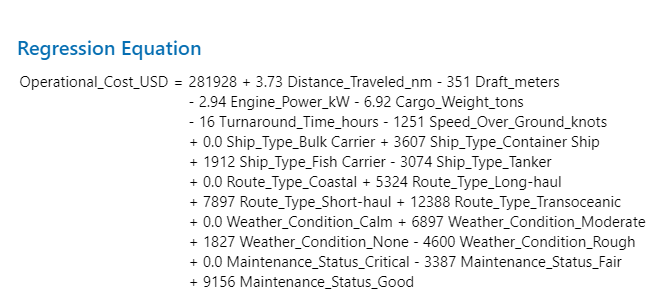 Regression Equation
Operational_Cost_USD = 281928 + 3.73 Distance_Traveled_nm - 351 Draft_meters
- 2.94 Engine_Power_kW - 6.92 Cargo_Weight_tons
- 16 Turnaround_Time_hours - 1251 Speed_Over_Ground_knots
+ 0.0 Ship_Type_Bulk Carrier + 3607 Ship_Type_Container Ship
+ 1912 Ship_Type_Fish Carrier - 3074 Ship_Type_Tanker
+ 0.0 Route_Type_Coastal + 5324 Route_Type_Long-haul
+ 7897 Route_Type_Short-haul + 12388 Route_Type_Transoceanic
+ 0.0 Weather_Condition_Calm + 6897 Weather_Condition_Moderate
+ 1827 Weather_Condition_None - 4600 Weather_Condition_Rough
+ 0.0 Maintenance_Status_Critical - 3387 Maintenance_Status_Fair
+ 9156 Maintenance_Status_Good